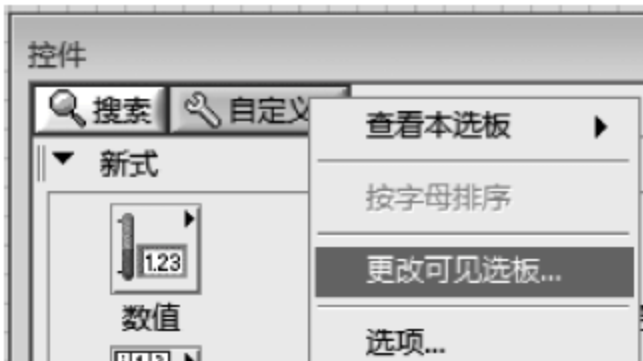 控件
搜索 自定义
查看本选板
新式
按字母排序
1.23
更改可见选板...
数值
选项...